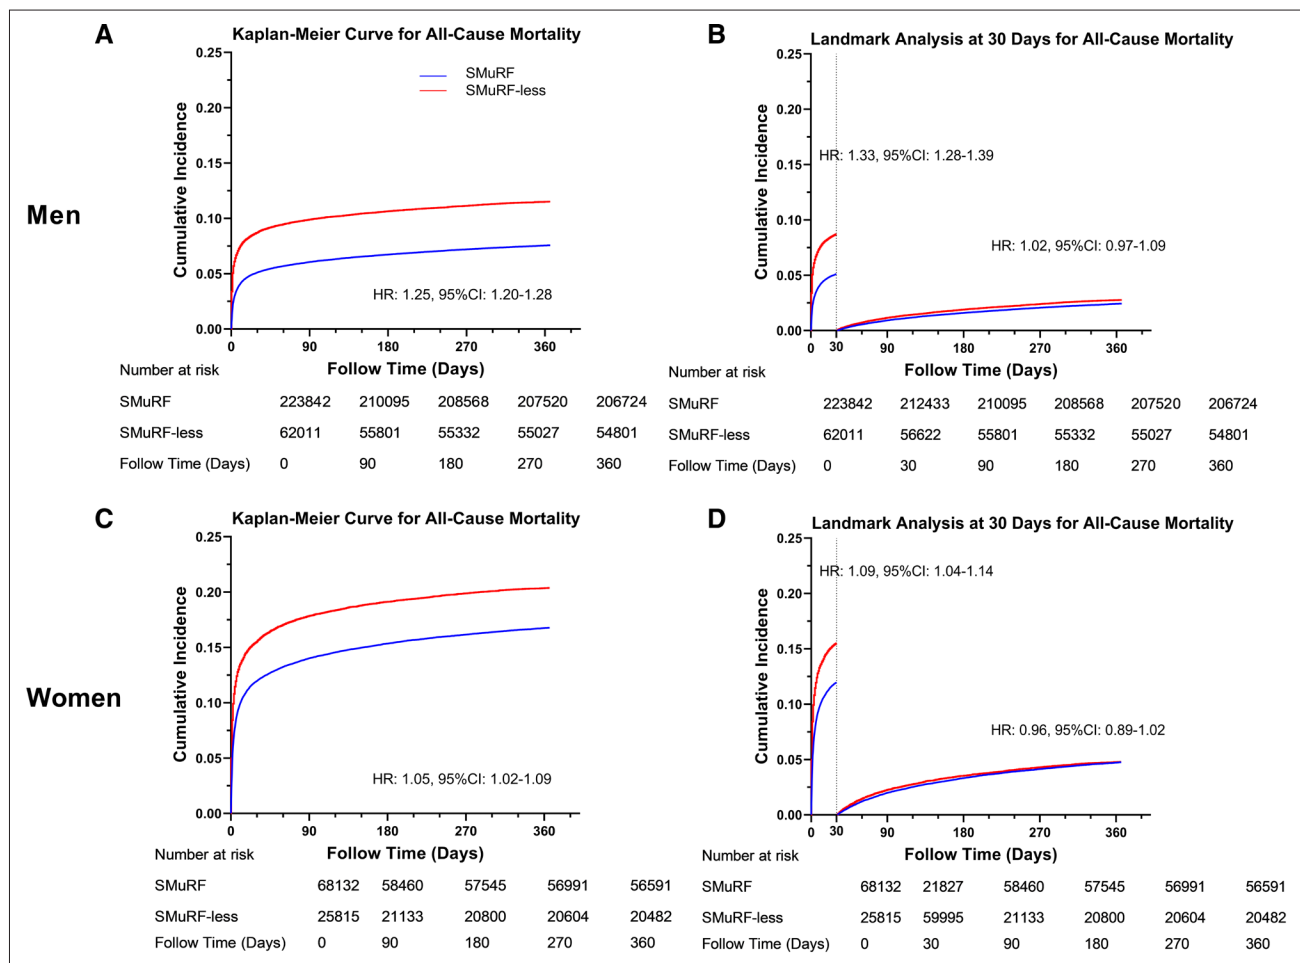 A
Kaplan-Meier Curve for All-Cause Mortality
0.25
0.20
0.15
0.10
0.05
0.00
Cumulative Incidence
SMuRF
SMuRF-less
HR: 1.25, 95%CI: 1.20-1.28
0 90 180 270 360
Follow Time (Days)
Number at risk
SMuRF 223842 210095 208568 207520 206724
SMuRF-less 62011 55801 55332 55027 54801
Follow Time (Days) 0 90 180 270 360
B
Landmark Analysis at 30 Days for All-Cause Mortality
0.25
0.20
0.15
0.10
0.05
0.00
Cumulative Incidence
HR: 1.33, 95%CI: 1.28-1.39
HR: 1.02, 95%CI: 0.97-1.09
0 30 90 180 270 360
Follow Time (Days)
Number at risk
SMuRF 223842 212433 210095 208568 207520 206724
SMuRF-less 62011 56622 55801 55332 55027 54801
Follow Time (Days) 0 30 90 180 270 360
Men
C
Kaplan-Meier Curve for All-Cause Mortality
0.25
0.20
0.15
0.10
0.05
0.00
Cumulative Incidence
HR: 1.05, 95%CI: 1.02-1.09
0 90 180 270 360
Follow Time (Days)
Number at risk
SMuRF 68132 58460 57545 56991 56591
SMuRF-less 25815 21133 20800 20604 20482
Follow Time (Days) 0 90 180 270 360
D
Landmark Analysis at 30 Days for All-Cause Mortality
0.25
0.20
0.15
0.10
0.05
0.00
Cumulative Incidence
HR: 1.09, 95%CI: 1.04-1.14
HR: 0.96, 95%CI: 0.89-1.02
0 30 90 180 270 360
Follow Time (Days)
Number at risk
SMuRF 68132 21827 58460 57545 56991 56591
SMuRF-less 25815 59995 21133 20800 20604 20482
Follow Time (Days) 0 30 90 180 270 360
Women